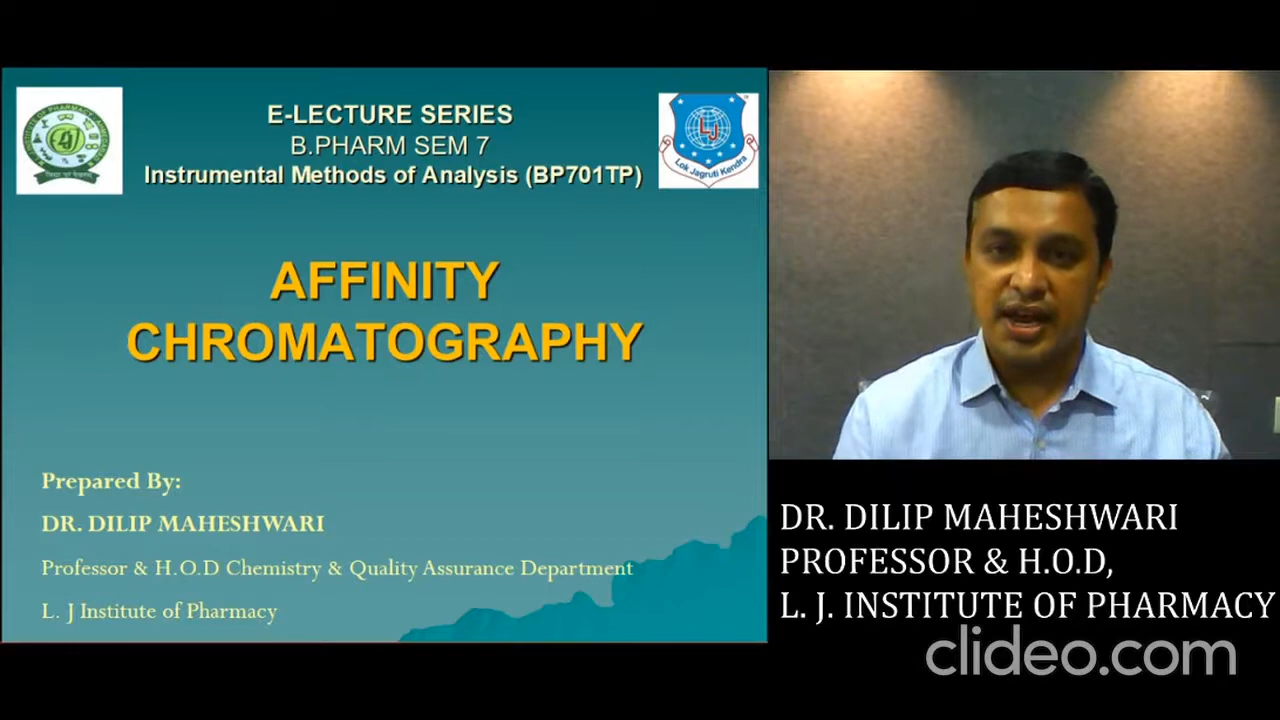 E-LECTURE SERIES
B.PHARM SEM 7
Instrumental Methods of Analysis (BP701TP)
LJ
Lok Jagruti Kendra
AFFINITY
CHROMATOGRAPHY
Prepared By:
DR. DILIP MAHESHWARI
Professor & H.O.D Chemistry & Quality Assurance Department
L. J Institute of Pharmacy
DR. DILIP MAHESHWARI
PROFESSOR & H.O.D,
L. J. INSTITUTE OF PHARMACY
clideo.com